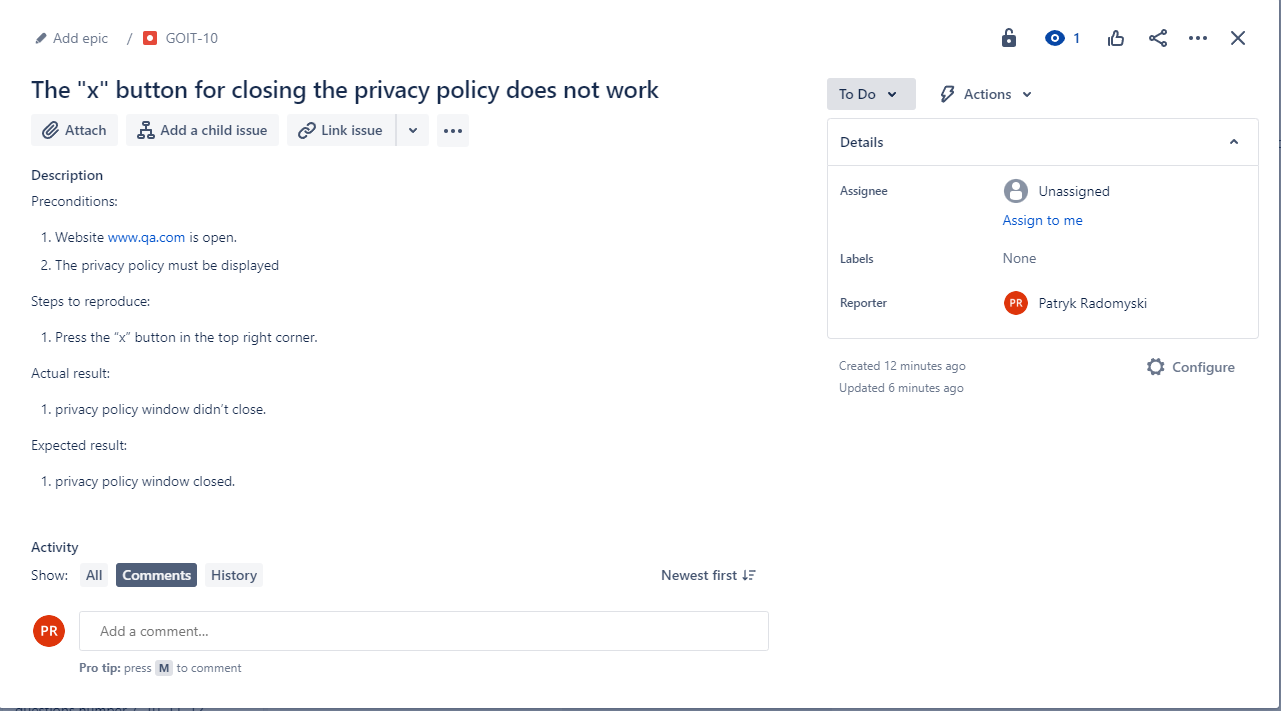 Add epic / GOIT-10
1
The "x" button for closing the privacy policy does not work
To Do
Actions
Attach
Add a child issue
Link issue
Details
Description
Preconditions:
Assignee
Unassigned
Assign to me
1. Website www.qa.com is open.
2. The privacy policy must be displayed
Labels
None
Steps to reproduce:
Reporter
PR
Patryk Radomyski
1. Press the “x” button in the top right corner.
Actual result:
Created 12 minutes ago
Configure
Updated 6 minutes ago
1. privacy policy window didn’t close.
Expected result:
1. privacy policy window closed.
Activity
Show: All Comments History
Newest first
PR
Add a comment...
Pro tip: press M to comment